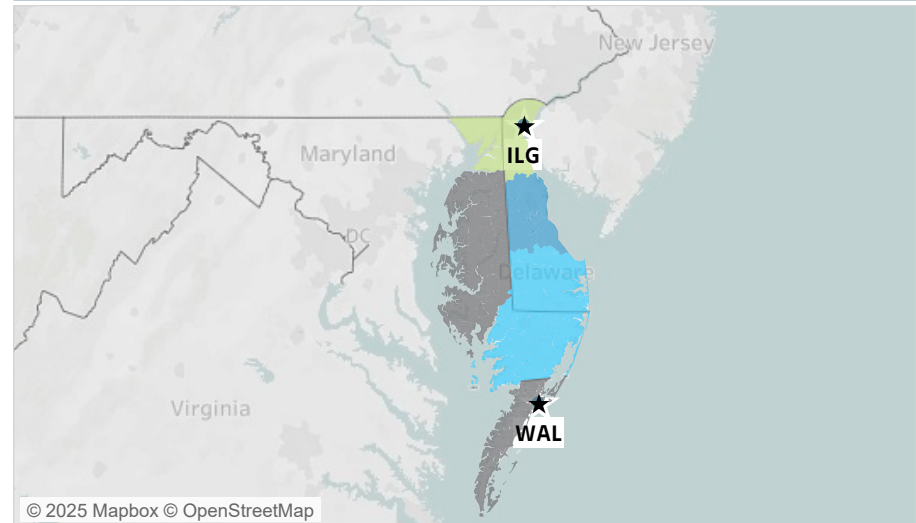 New Jersey
Maryland
ILG
DC
Delaware
Virginia
WAL
© 2025 Mapbox © OpenStreetMap